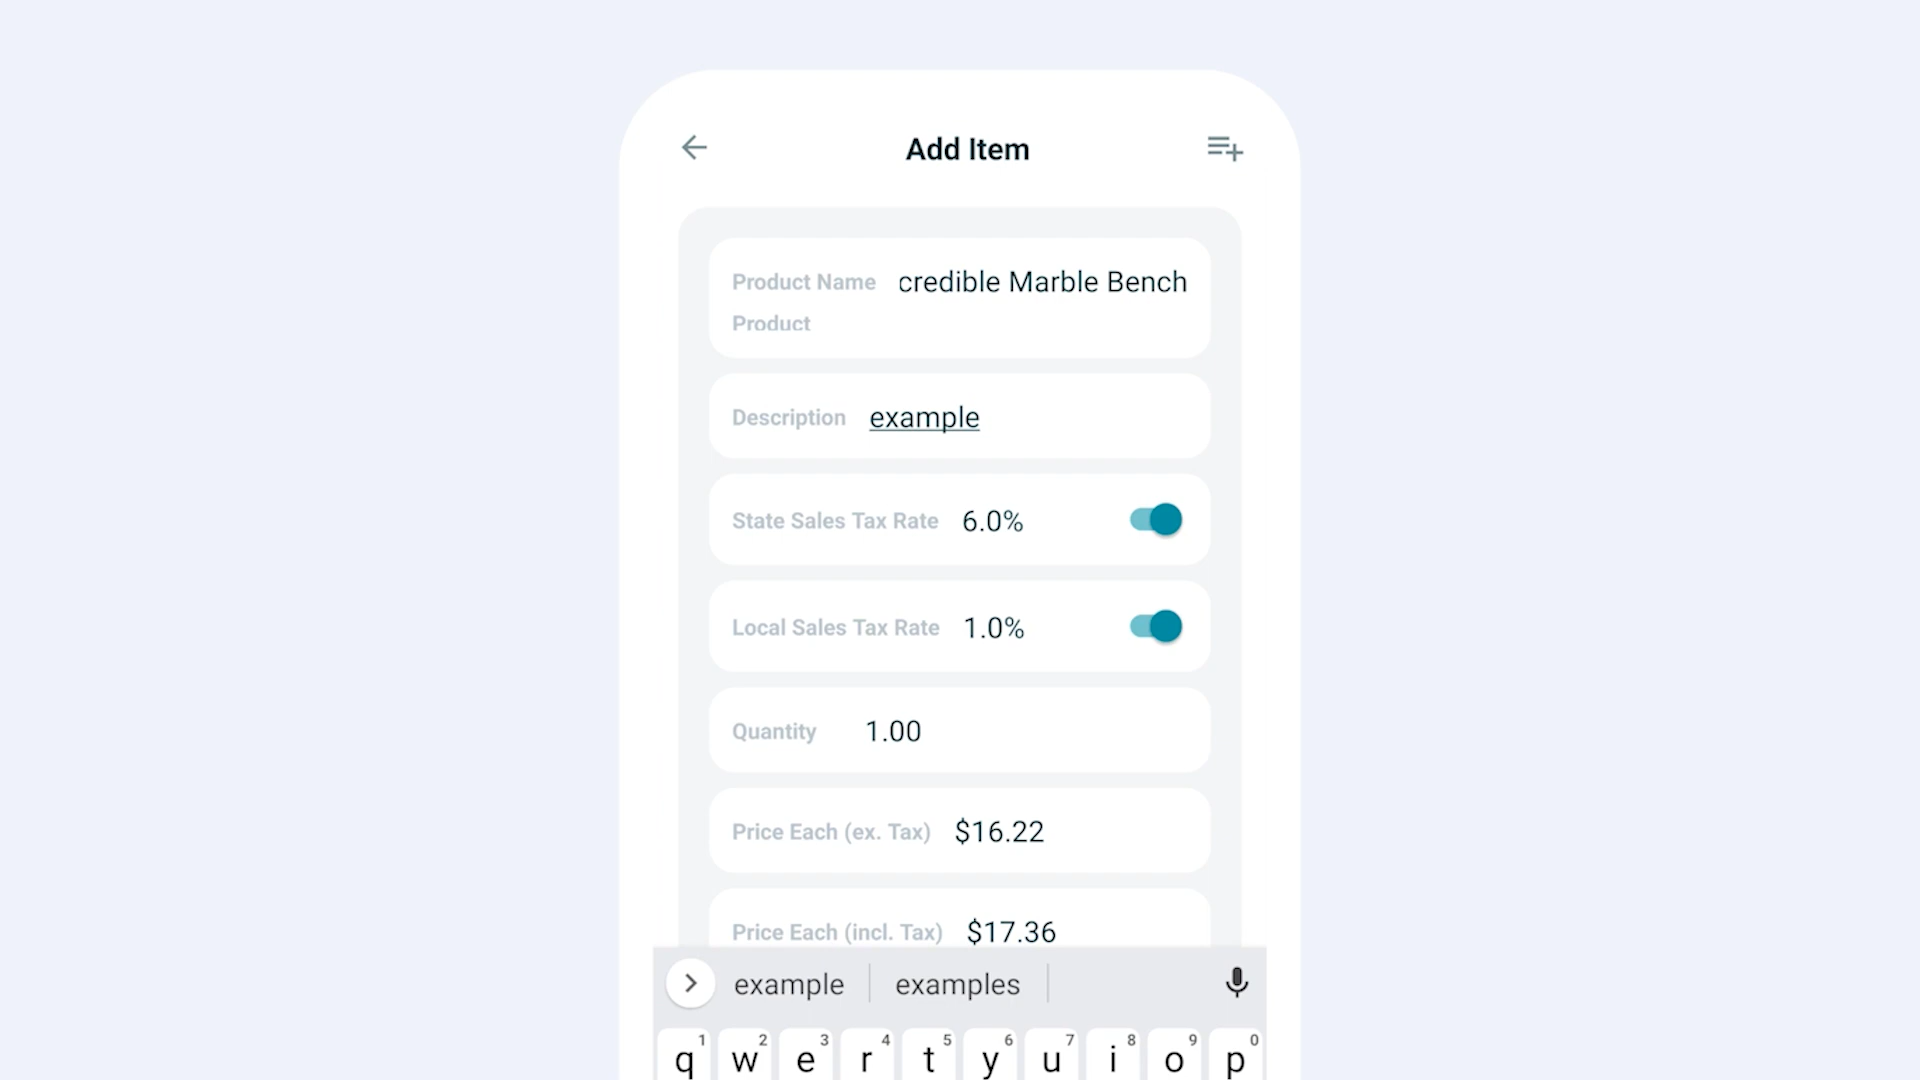 Add Item
Product Name credible Marble Bench
Product
Description example
State Sales Tax Rate 6.0%
Local Sales Tax Rate 1.0%
Quantity 1.00
Price Each (ex. Tax) $16.22
Price Each (incl. Tax) $17.36
example examples
1 2 3 4 5 6 7 8 9 0
q w e r t y u i o p